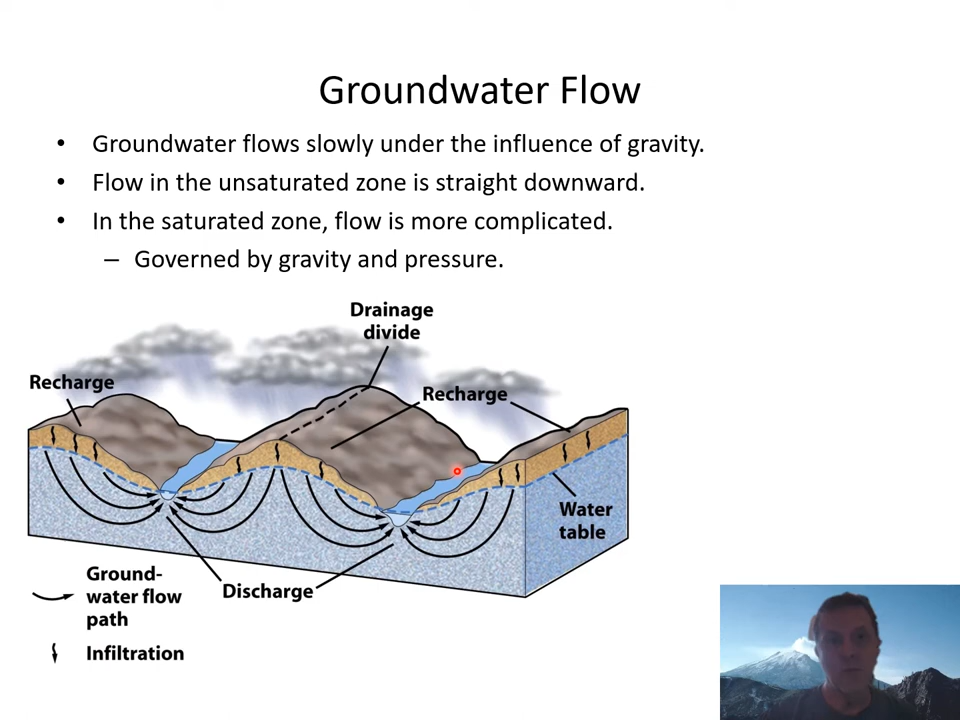 Groundwater Flow
• Groundwater flows slowly under the influence of gravity.
• Flow in the unsaturated zone is straight downward.
• In the saturated zone, flow is more complicated.
– Governed by gravity and pressure.
Drainage
divide
Recharge
Recharge
Water
table
Discharge
Ground-
water flow
path
Infiltration